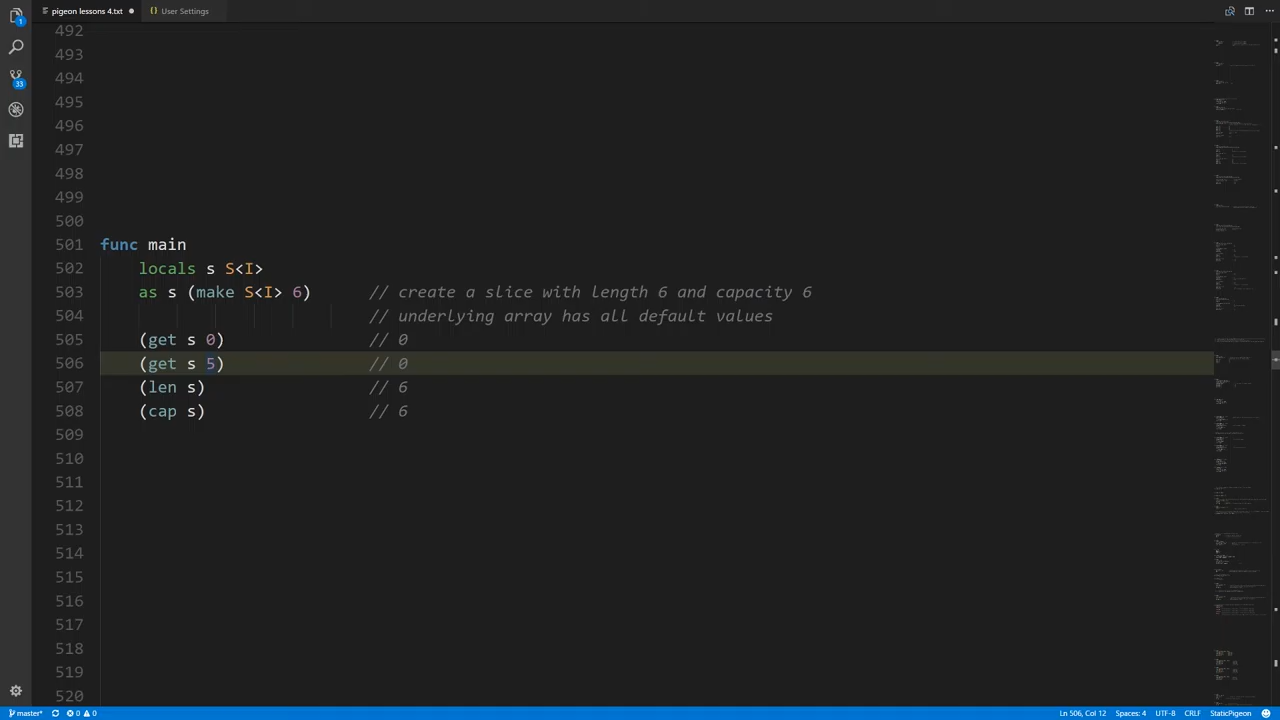 pigeon lessons 4.txt
{} User Settings
1
33
492
493
494
495
496
497
498
499
500
501 func main
502 locals s S<I>
503 as s (make S<I> 6) // create a slice with length 6 and capacity 6
504 // underlying array has all default values
505 (get s 0) // 0
506 (get s 5) // 0
507 (len s) // 6
508 (cap s) // 6
509
510
511
512
513
514
515
516
517
518
519
520
master* 0 0 Ln 506, Col 12 Spaces: 4 UTF-8 CRLF StaticPigeon